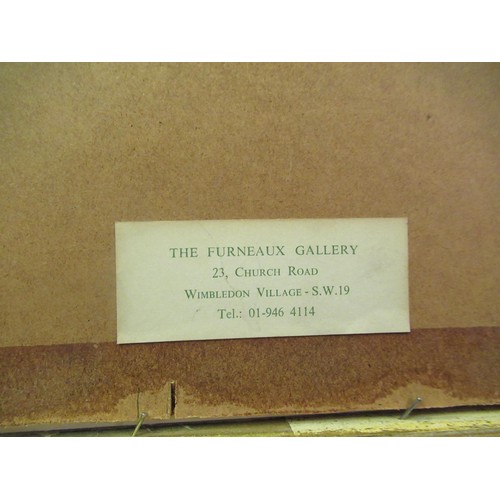 THE FURNEAUX GALLERY
23, CHURCH ROAD
WIMBLEDON VILLAGE - S.W.19
Tel.: 01-946 4114